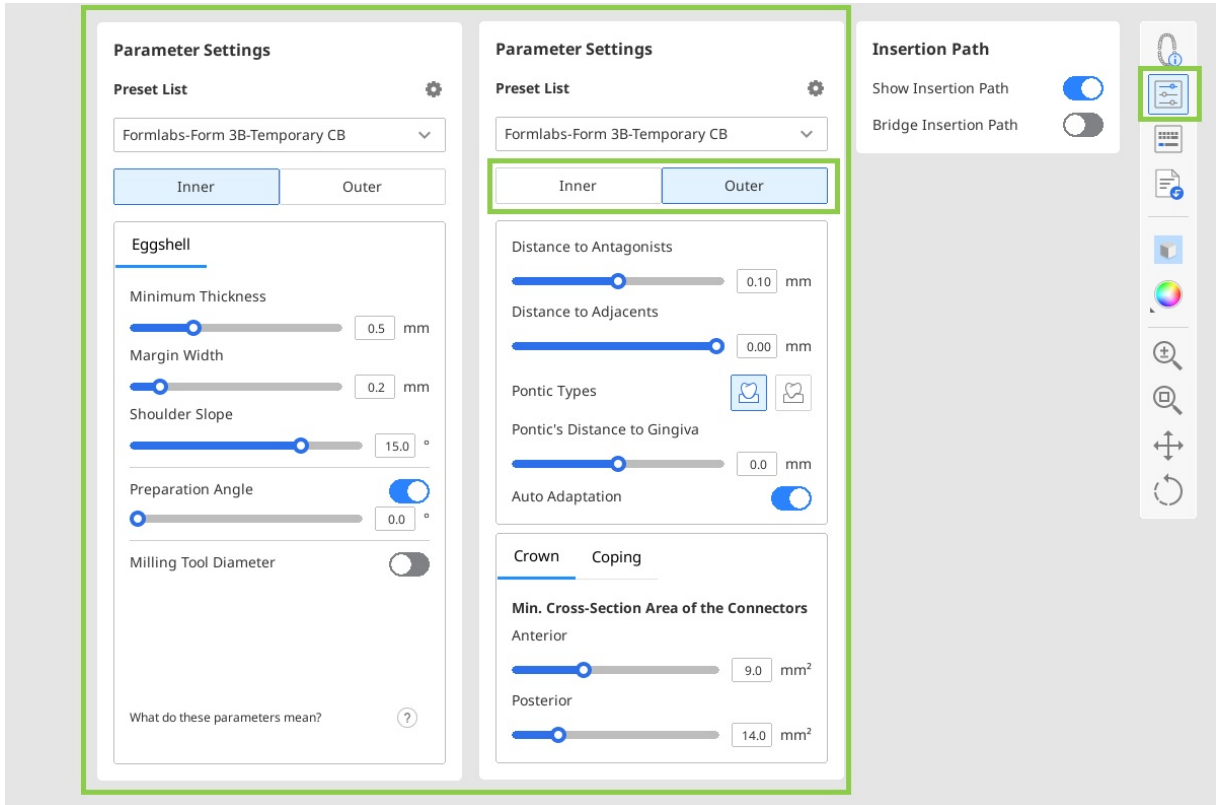 Parameter Settings
Preset List
Formlabs-Form 3B-Temporary CB
Inner Outer
Eggshell
Minimum Thickness
0.5 mm
Margin Width
0.2 mm
Shoulder Slope
15.0 °
Preparation Angle
0.0 °
Milling Tool Diameter
What do these parameters mean? ?
Parameter Settings
Preset List
Formlabs-Form 3B-Temporary CB
Inner Outer
Distance to Antagonists
0.10 mm
Distance to Adjacents
0.00 mm
Pontic Types
Pontic's Distance to Gingiva
0.0 mm
Auto Adaptation
Crown Coping
Min. Cross-Section Area of the Connectors
Anterior
9.0 mm²
Posterior
14.0 mm²
Insertion Path
Show Insertion Path
Bridge Insertion Path